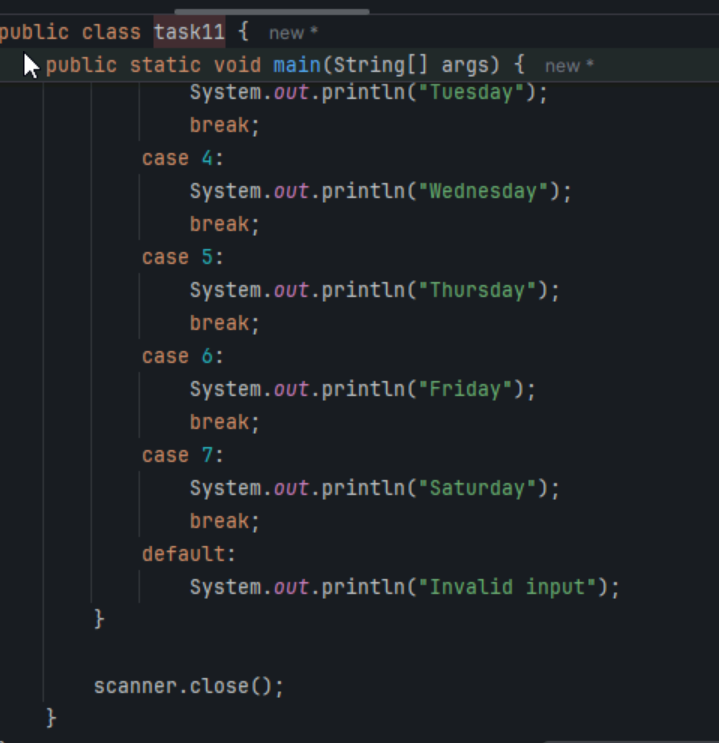 public class task11 {  new *
    public static void main(String[] args) {  new *
                System.out.println("Tuesday");
                break;
            case 4:
                System.out.println("Wednesday");
                break;
            case 5:
                System.out.println("Thursday");
                break;
            case 6:
                System.out.println("Friday");
                break;
            case 7:
                System.out.println("Saturday");
                break;
            default:
                System.out.println("Invalid input");
        }

        scanner.close();
    }